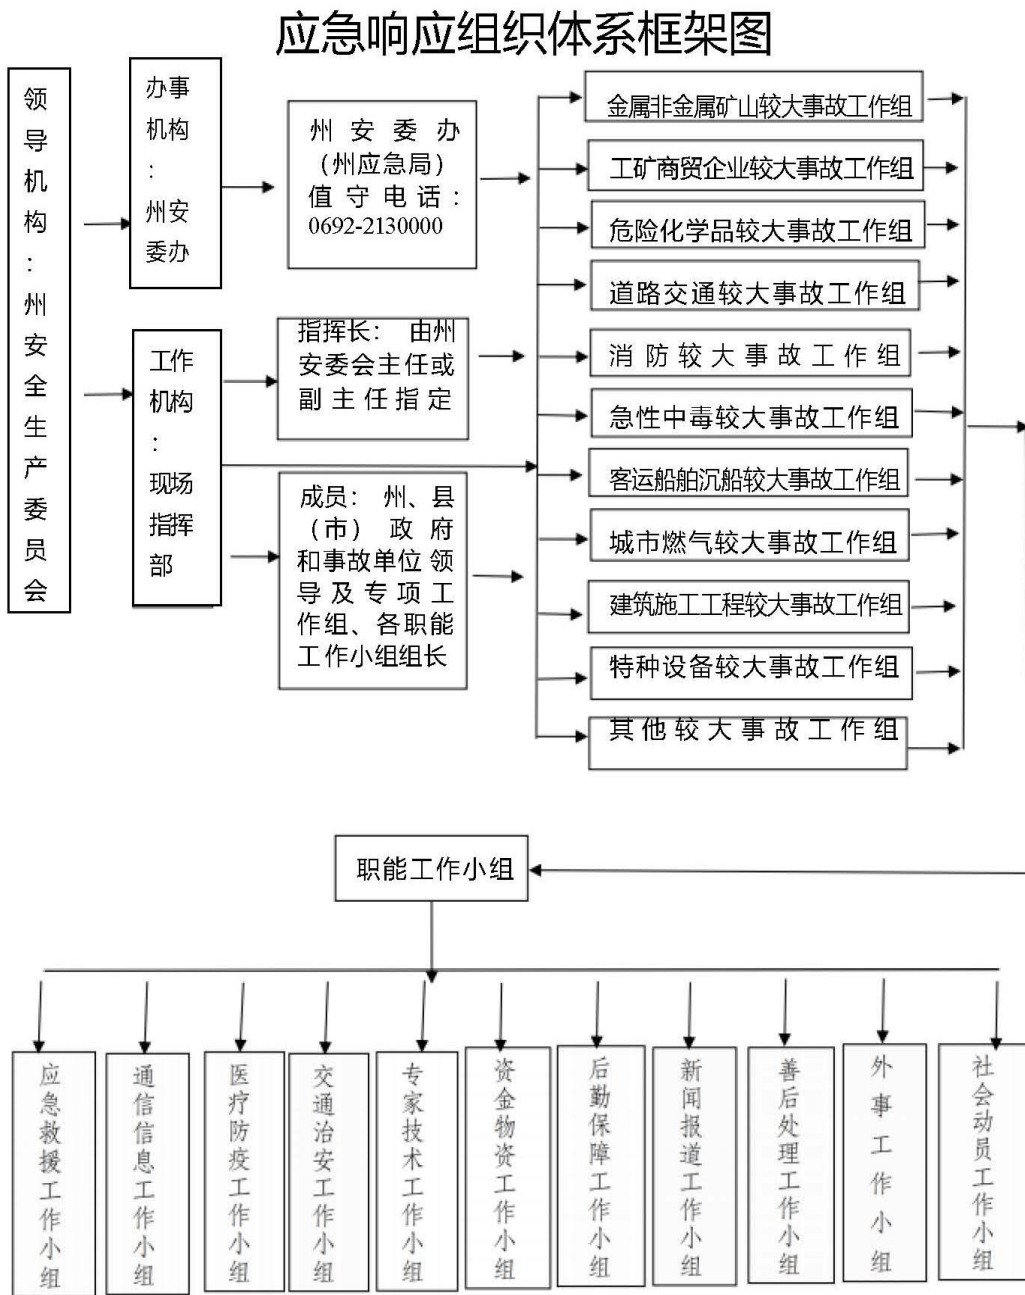 应急响应组织体系框架图
领导机构：州安全生产委员会
办事
机构
：
州安
委办
州安委办
（州应急局）
值守电话：
0692-2130000
工作
机构
：
现场
指挥
部
指挥长： 由州
安委会主任或
副主任指定
成员： 州、县
（市）政府
和事故单位领
导及专项工
作组、各职能
工作小组组长
金属非金属矿山较大事故工作组
工矿商贸企业较大事故工作组
危险化学品较大事故工作组
道路交通较大事故工作组
消防较大事故工作组
急性中毒较大事故工作组
客运船舶沉船较大事故工作组
城市燃气较大事故工作组
建筑施工工程较大事故工作组
特种设备较大事故工作组
其他较大事故工作组
职能工作小组
应急救援工作小组
通信信息工作小组
医疗防疫工作小组
交通治安工作小组
专家技术工作小组
资金物资工作小组
后勤保障工作小组
新闻报道工作小组
善后处理工作小组
外事工作小组
社会动员工作小组